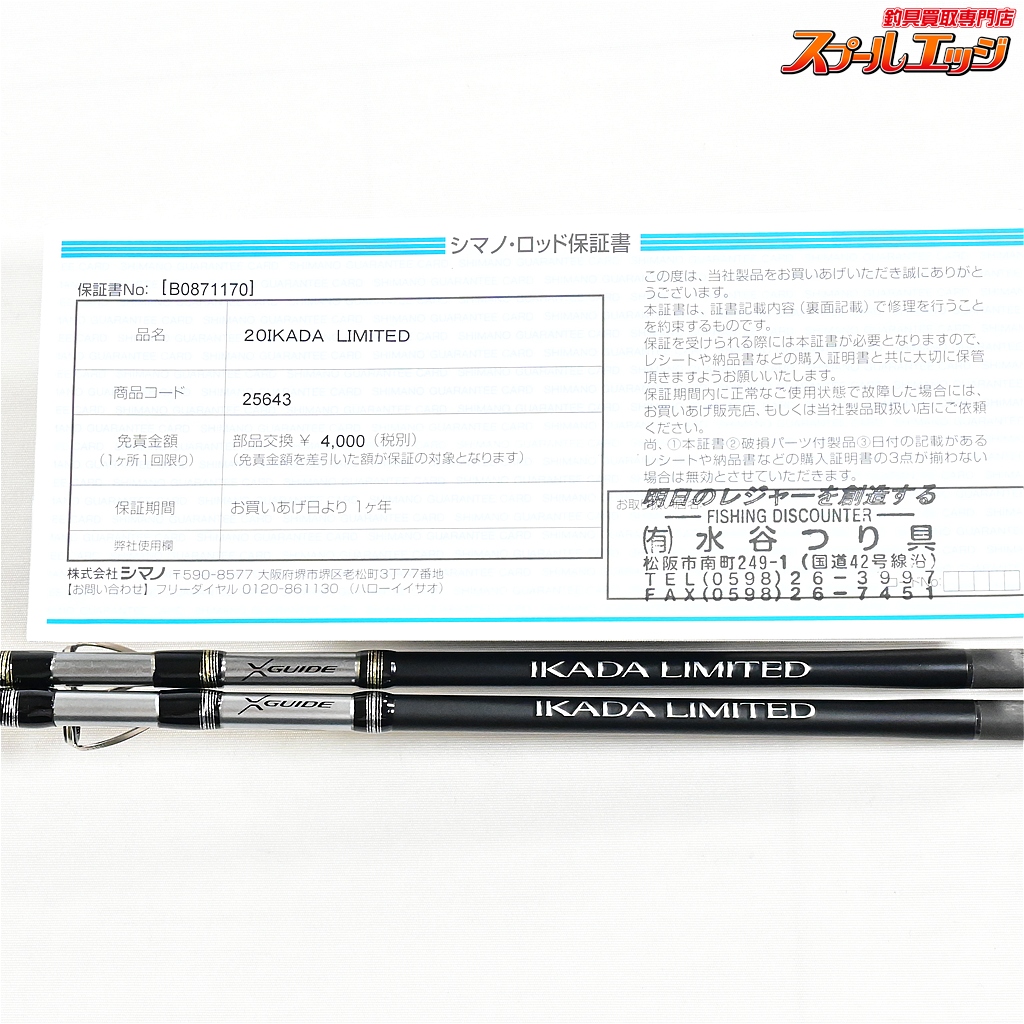 釣具買取専門店
スプールエッジ
シマノ・ロッド保証書
保証書No: [B0871170]
品名
20IKADA LIMITED
商品コード
25643
免責金額
(1ヶ所1回限り)
部品交換 ¥ 4,000 (税別)
(免責金額を差引いた額が保証の対象となります)
保証期間
お買いあげ日より 1ヶ年
弊社使用欄
株式会社シマノ 〒590-8577 大阪府堺市堺区老松町3丁77番地
【お問い合わせ】フリーダイヤル 0120-861130 (ハローイイサオ)
この度は、当社製品をお買いあげいただき誠にありがと
うございます。
本証書は、証書記載内容(裏面記載)で修理を行うこと
を約束するものです。
保証を受けられる際には本証書が必要となりますので、
レシートや納品書などの購入証明書と共に大切に保管
頂きますようお願いいたします。
保証期間内に正常なご使用状態で故障した場合には、
お買いあげ販売店、もしくは当社製品取扱い店にご依頼
ください。
尚、①本証書②破損パーツ付製品③日付の記載がある
レシートや納品書などの購入証明書の3点が揃わない
場合は無効とさせていただきます。
明日のレジャーを創造する
FISHING DISCOUNTER
(有)水谷つり具
松阪市南町249-1(国道42号線沿)
TEL(0598)26-3997
FAX(0598)26-7451
コードNo
XGUIDE IKADA LIMITED
XGUIDE IKADA LIMITED